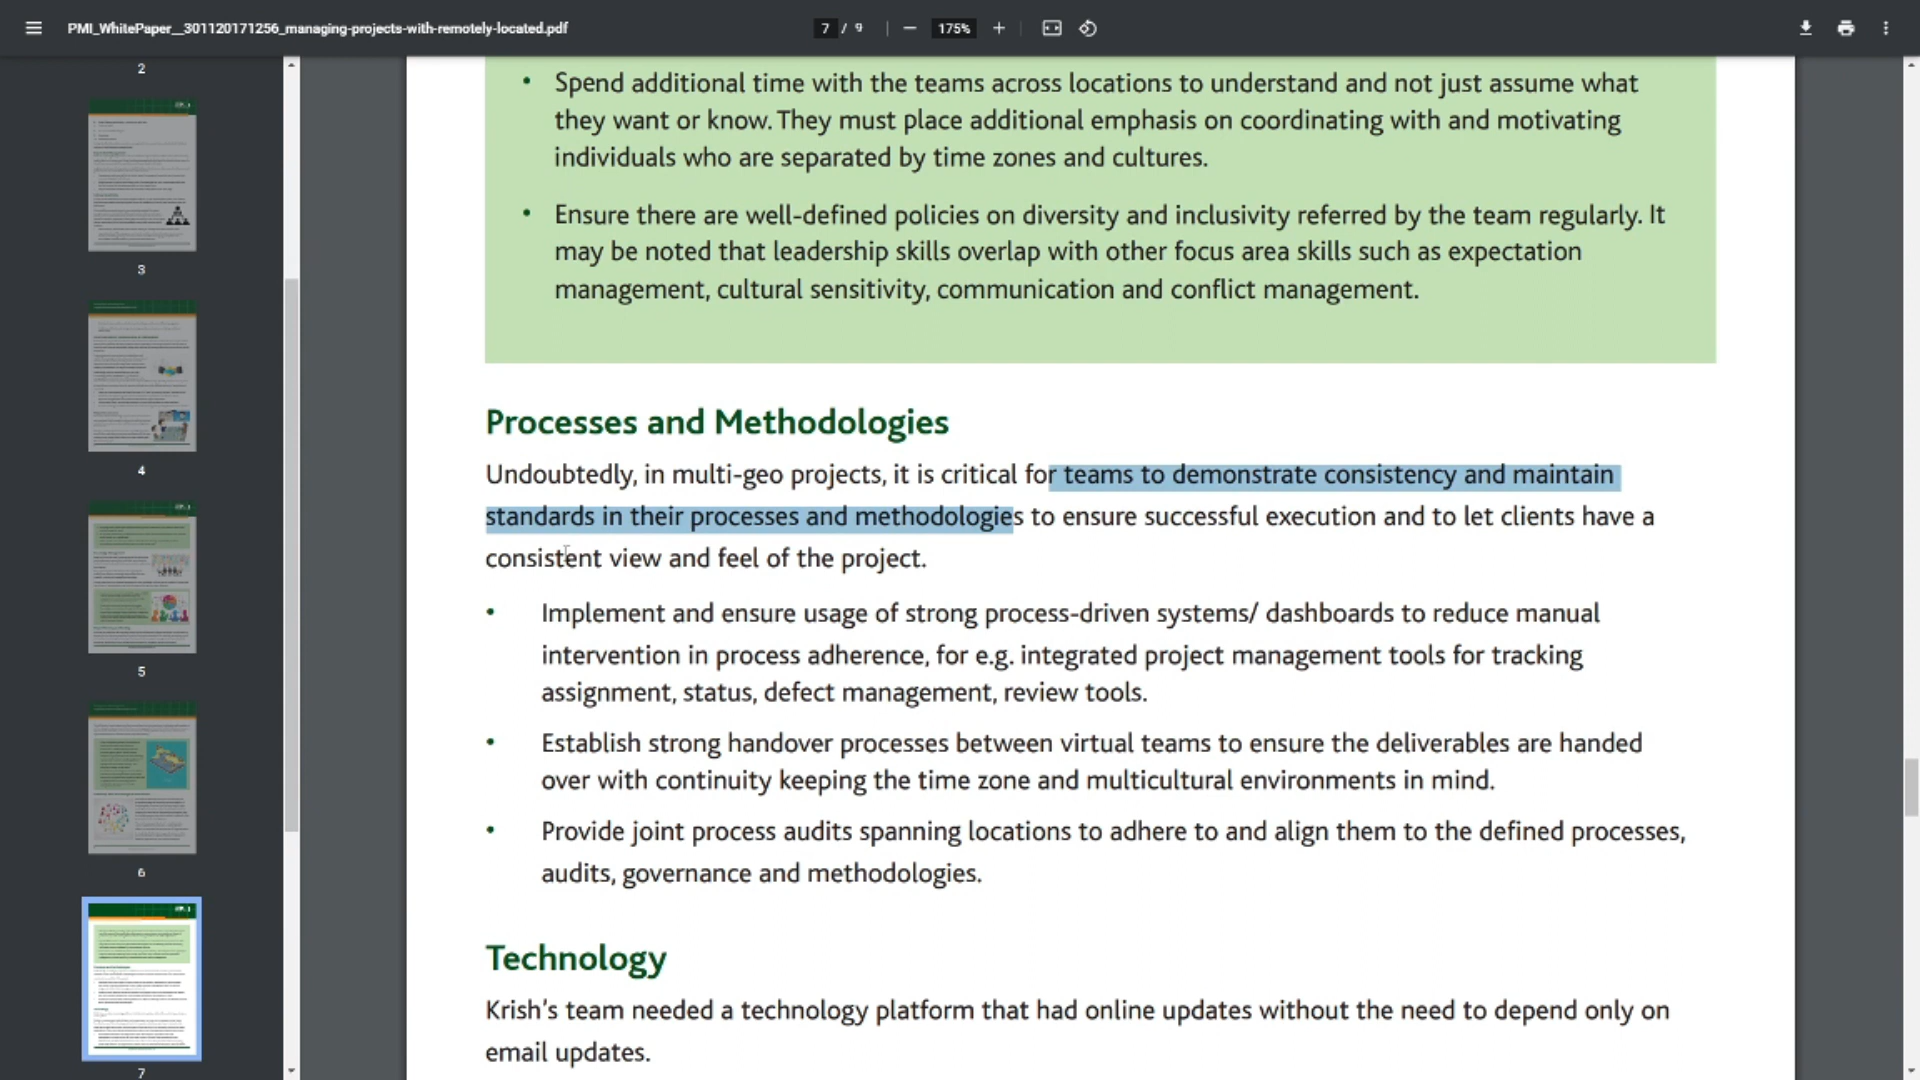 PMI_WhitePaper__301120171256_managing-projects-with-remotely-located.pdf
7 / 9
175%
2
3
4
5
6
7
• Spend additional time with the teams across locations to understand and not just assume what
they want or know. They must place additional emphasis on coordinating with and motivating
individuals who are separated by time zones and cultures.
• Ensure there are well-defined policies on diversity and inclusivity referred by the team regularly. It
may be noted that leadership skills overlap with other focus area skills such as expectation
management, cultural sensitivity, communication and conflict management.
Processes and Methodologies
Undoubtedly, in multi-geo projects, it is critical for teams to demonstrate consistency and maintain
standards in their processes and methodologies to ensure successful execution and to let clients have a
consistent view and feel of the project.
• Implement and ensure usage of strong process-driven systems/ dashboards to reduce manual
intervention in process adherence, for e.g. integrated project management tools for tracking
assignment, status, defect management, review tools.
• Establish strong handover processes between virtual teams to ensure the deliverables are handed
over with continuity keeping the time zone and multicultural environments in mind.
• Provide joint process audits spanning locations to adhere to and align them to the defined processes,
audits, governance and methodologies.
Technology
Krish's team needed a technology platform that had online updates without the need to depend only on
email updates.